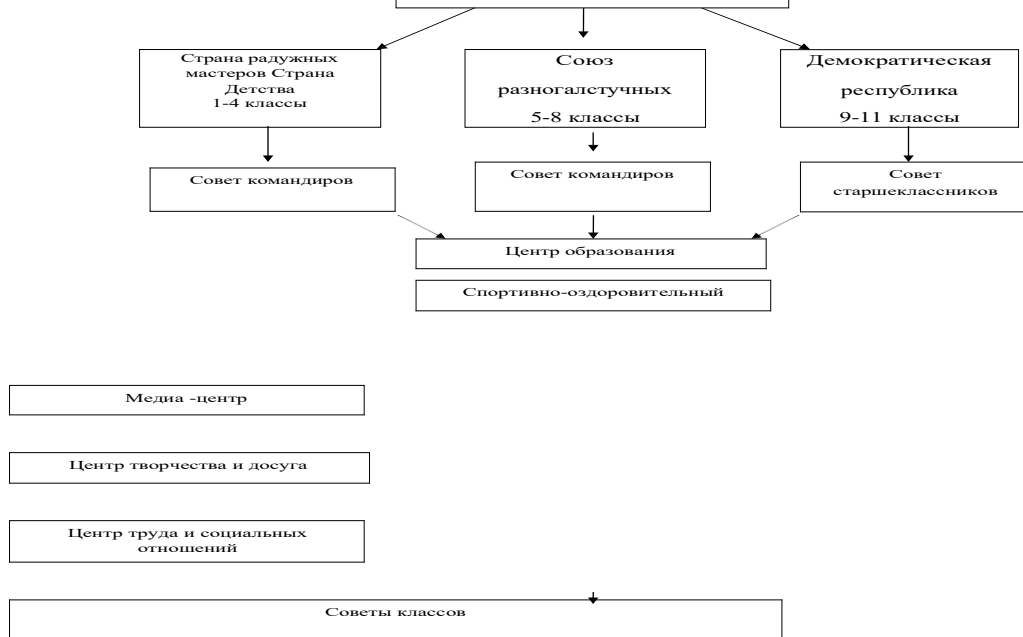 Страна радужных
мастеров Страна
Детства
1-4 классы
Союз
разногалстучных
5-8 классы
Демократическая
республика
9-11 классы
Совет командиров
Совет командиров
Совет
старшеклассников
Центр образования
Спортивно-оздоровительный
Медиа -центр
Центр творчества и досуга
Центр труда и социальных
отношений
Советы классов